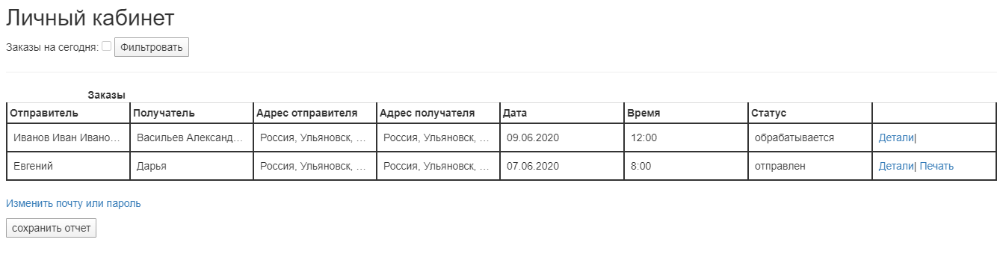 Личный кабинет
Заказы на сегодня: Фильтровать
Заказы
Отправитель Получатель Адрес отправителя Адрес получателя Дата Время Статус
Иванов Иван Ивано… Васильев Александ… Россия, Ульяновск, … Россия, Ульяновск, … 09.06.2020 12:00 обрабатывается Детали|
Евгений Дарья Россия, Ульяновск, … Россия, Ульяновск, … 07.06.2020 8:00 отправлен Детали| Печать
Изменить почту или пароль
сохранить отчет